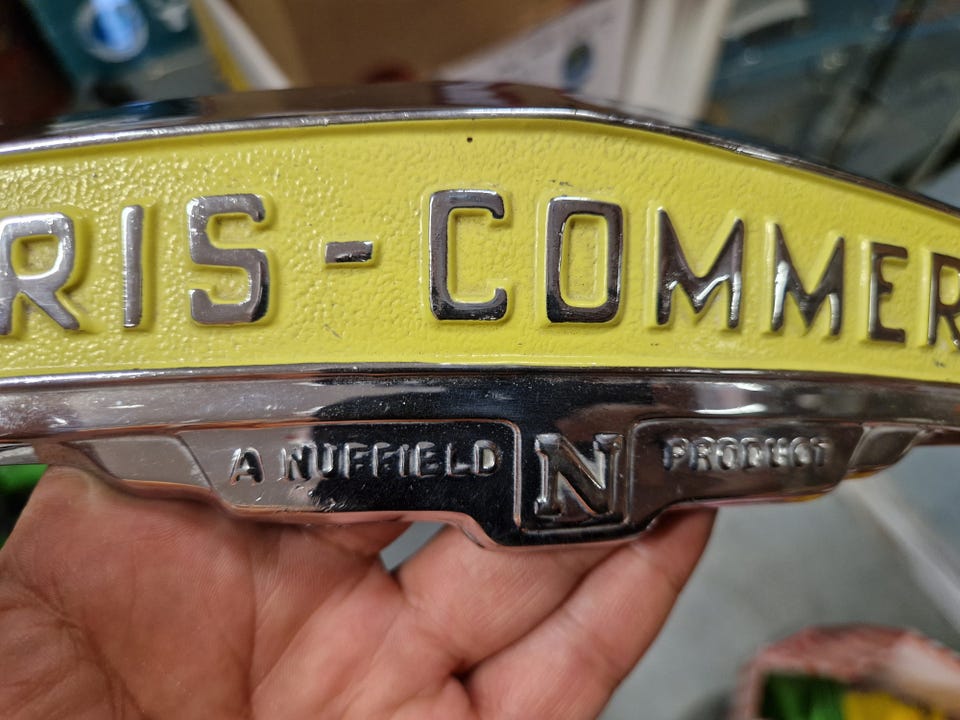 RIS - COMMER
A NUFFIELD N PRODUCT